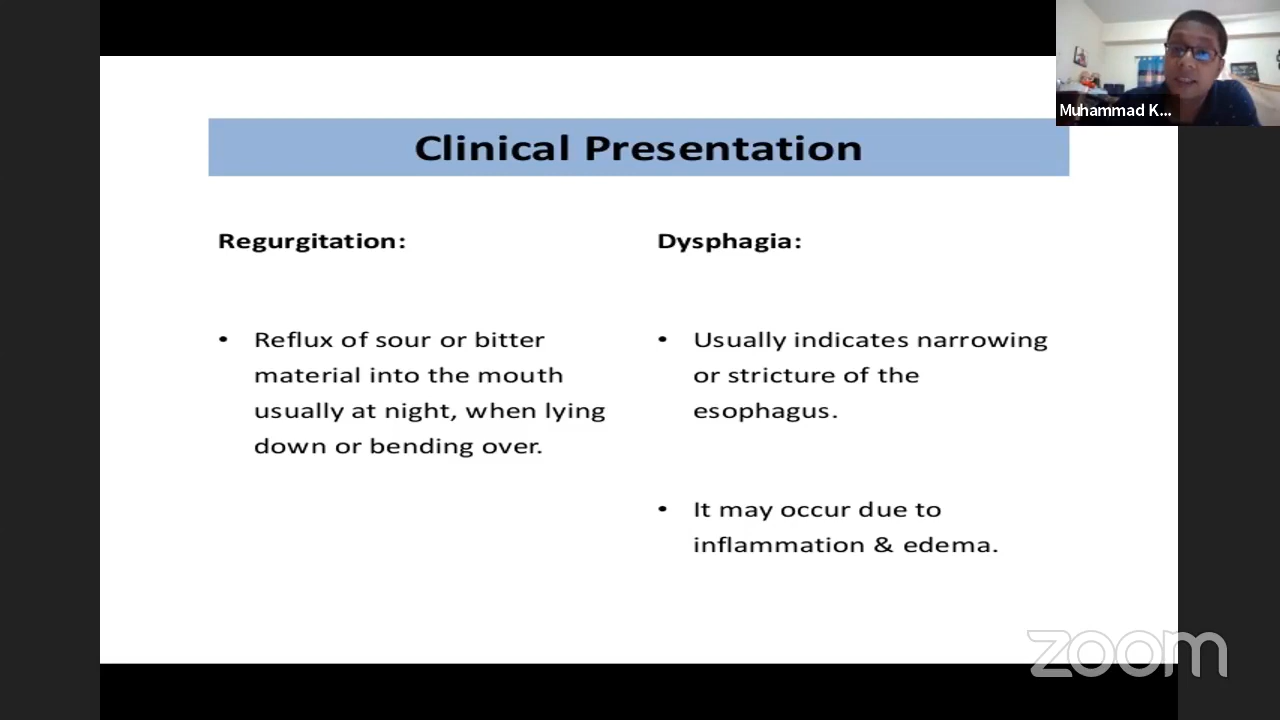 Muhammad K...
Clinical Presentation
Regurgitation:
• Reflux of sour or bitter
material into the mouth
usually at night, when lying
down or bending over.
Dysphagia:
• Usually indicates narrowing
or stricture of the
esophagus.
• It may occur due to
inflammation & edema.
zoom